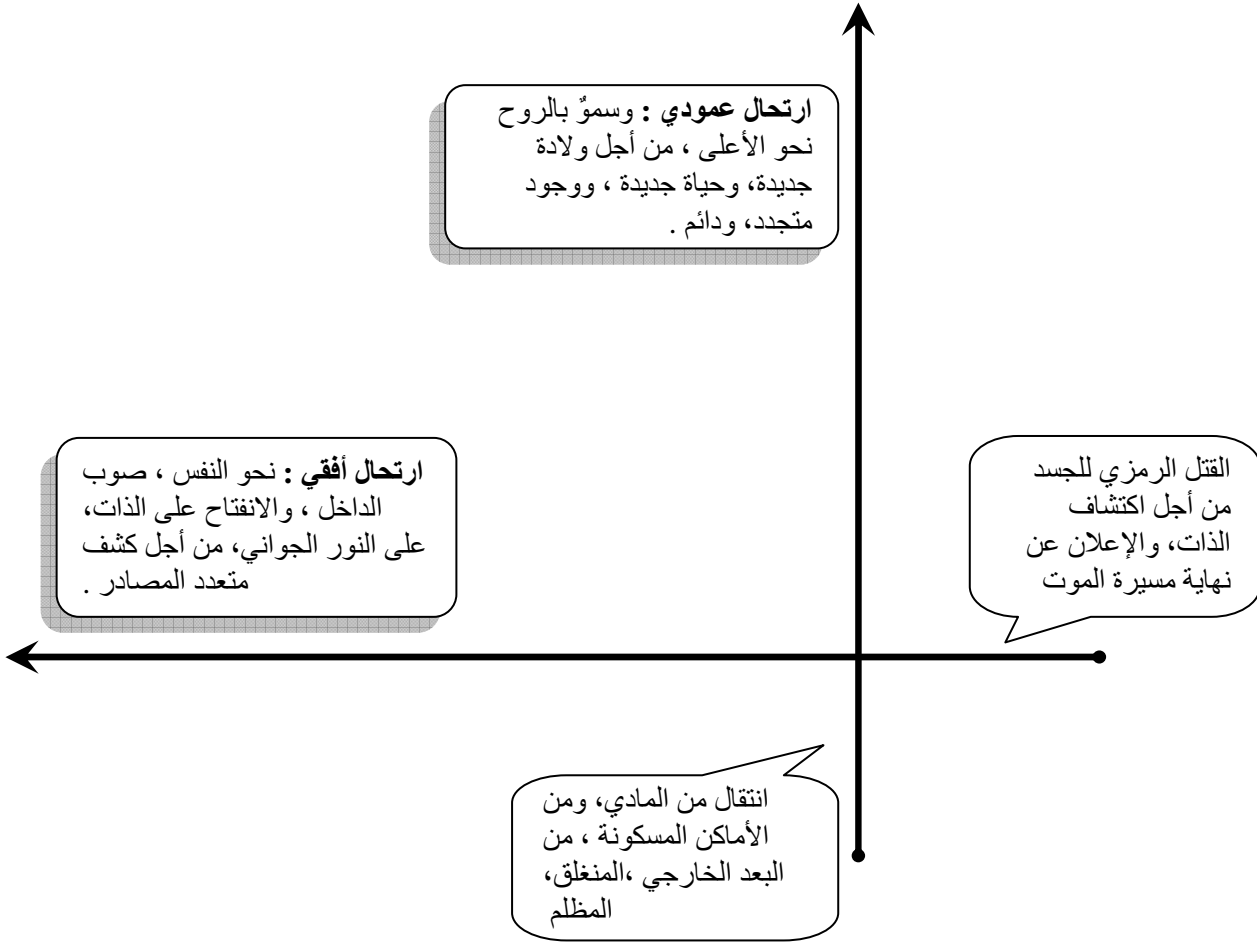 ارتحال عمودي : وسموٌ بالروح
نحو الأعلى ، من أجل ولادة
جديدة، وحياة جديدة ، ووجود
متجدد، ودائم .
القتل الرمزي للجسد
من أجل اكتشاف
الذات، والإعلان عن
نهاية مسيرة الموت
ارتحال أفقي : نحو النفس ، صوب
الداخل ، والانفتاح على الذات،
على النور الجواني، من أجل كشف
متعدد المصادر .
انتقال من المادي، ومن
الأماكن المسكونة ، من
البعد الخارجي ،المنغلق،
المظلم